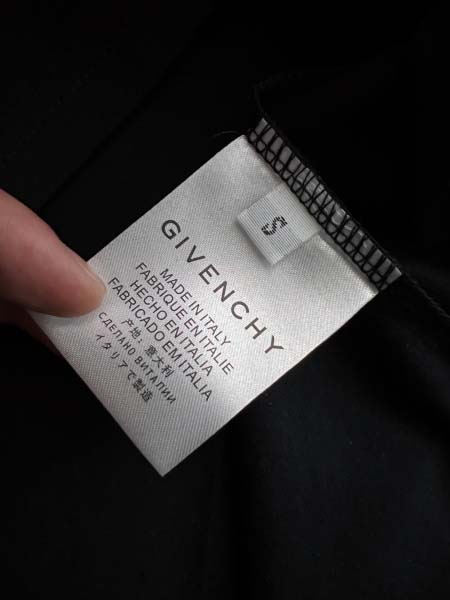 S
GIVENCHY
MADE IN ITALY
FABRIQUE EN ITALIE
HECHO EN ITALIA
FABRICADO EM ITALIA
产地：意大利
СДЕЛАНО ВИТАЛИИ
イタリアで製造